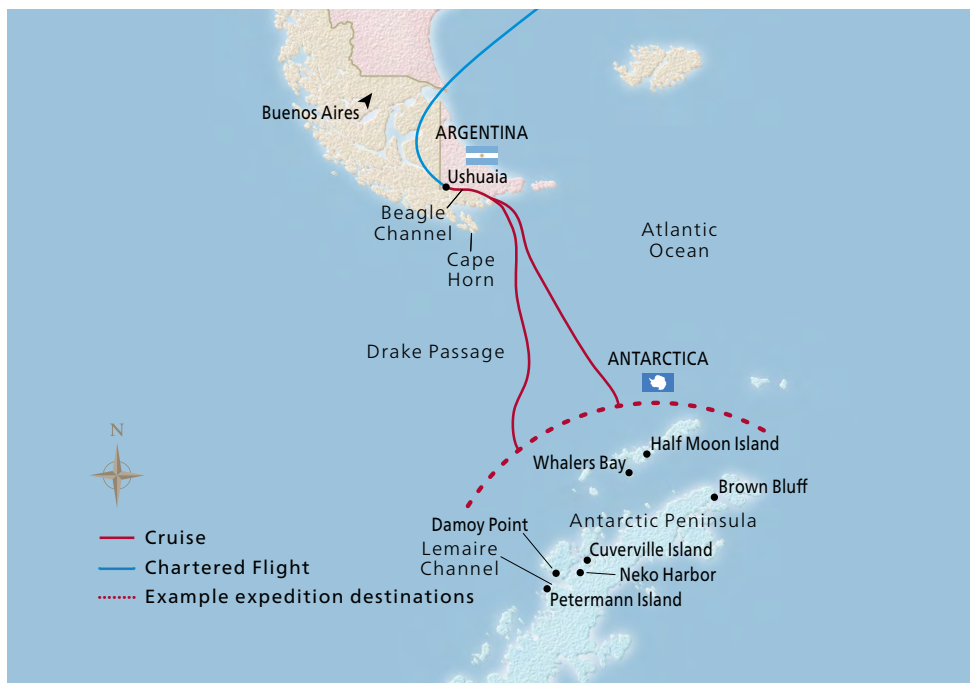 Buenos Aires
ARGENTINA
Ushuaia
Beagle
Channel
Cape
Horn
Atlantic
Ocean
Drake Passage
ANTARCTICA
N
Half Moon Island
Whalers Bay
Brown Bluff
Antarctic Peninsula
Damoy Point
Lemaire
Channel
Cuverville Island
Neko Harbor
Petermann Island
Cruise
Chartered Flight
Example expedition destinations